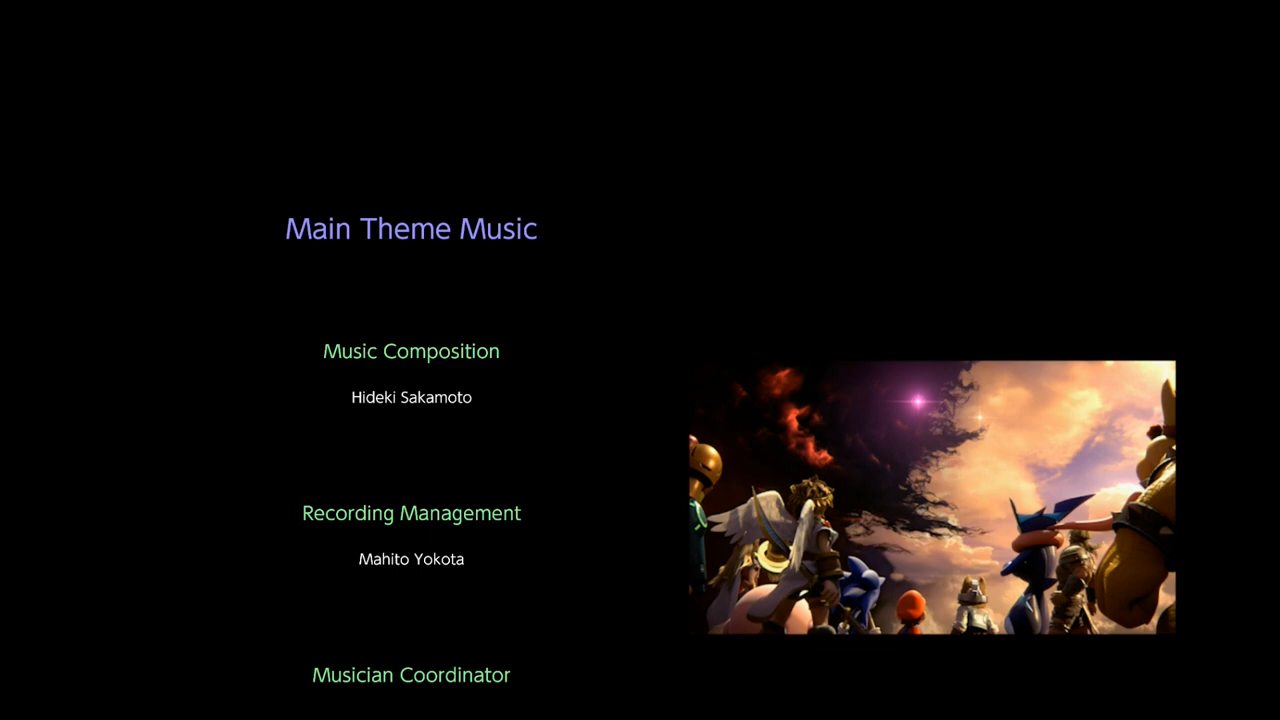 Main Theme Music
Music Composition
Hideki Sakamoto
Recording Management
Mahito Yokota
Musician Coordinator